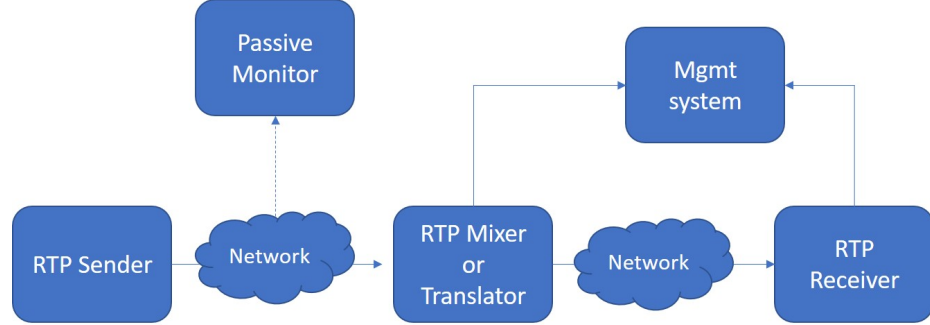 Passive
Monitor
Mgmt
system
RTP Sender
Network
RTP Mixer
or
Translator
Network
RTP
Receiver